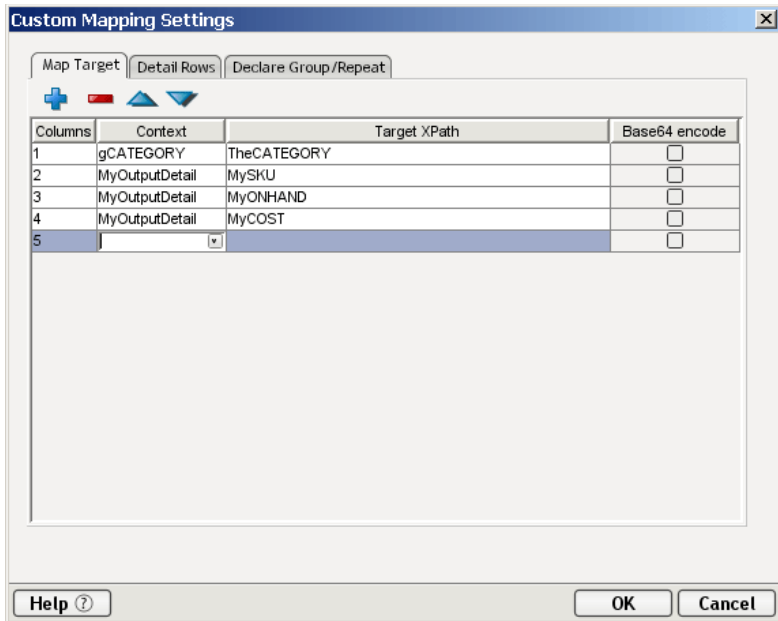 Custom Mapping Settings
Map Target Detail Rows Declare Group/Repeat
Columns Context Target XPath Base64 encode
1 gCATEGORY TheCATEGORY
2 MyOutputDetail MySKU
3 MyOutputDetail MyONHAND
4 MyOutputDetail MyCOST
5
Help ? OK Cancel